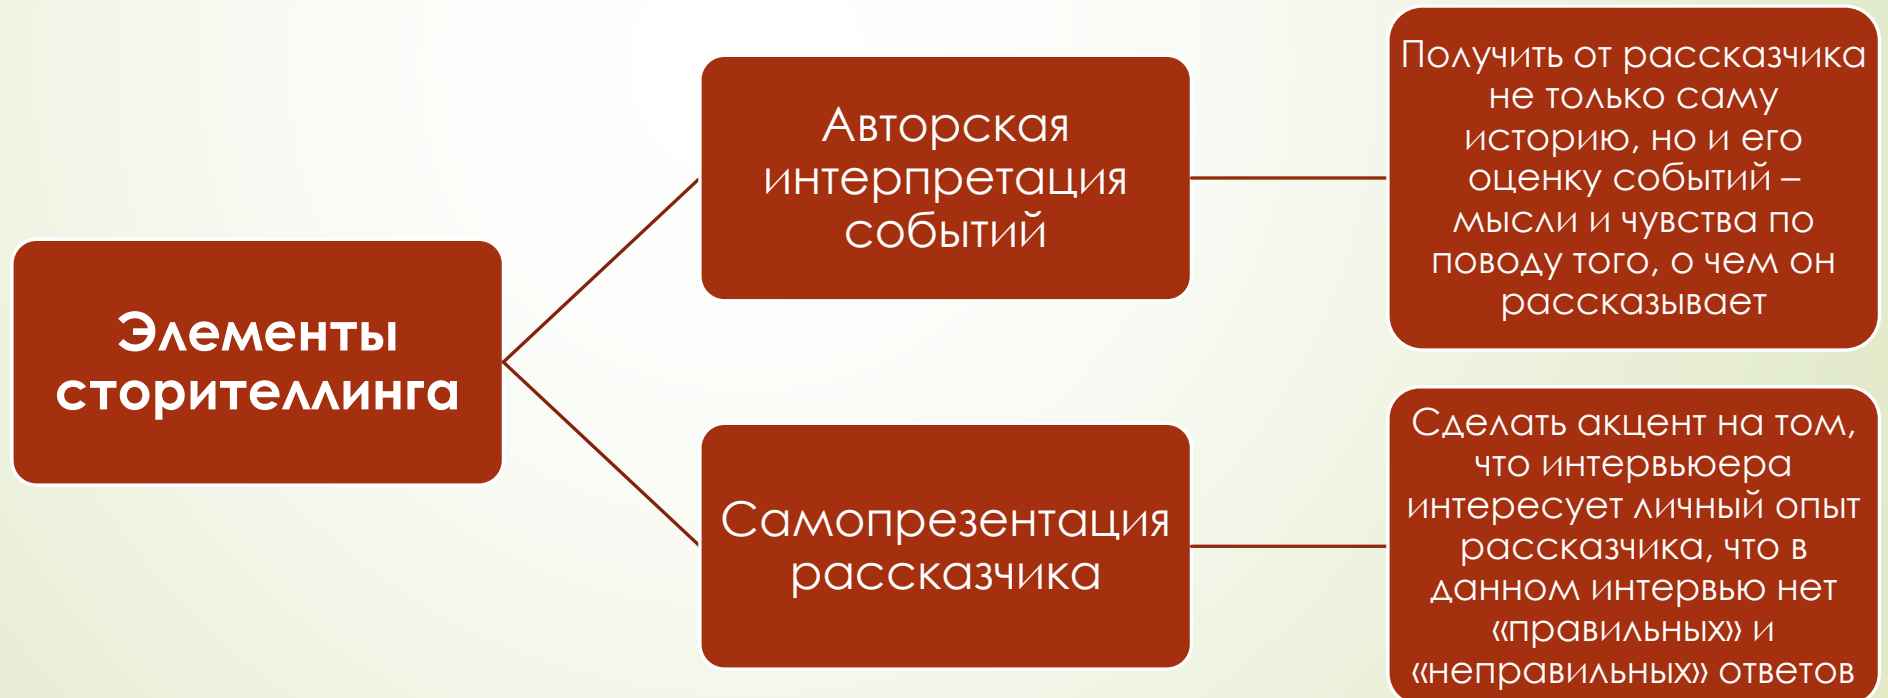 Элементы
сторителлинга
Авторская
интерпретация
событий
Получить от рассказчика
не только саму
историю, но и его
оценку событий –
мысли и чувства по
поводу того, о чем он
рассказывает
Самопрезентация
рассказчика
Сделать акцент на том,
что интервьюера
интересует личный опыт
рассказчика, что в
данном интервью нет
«правильных» и
«неправильных» ответов